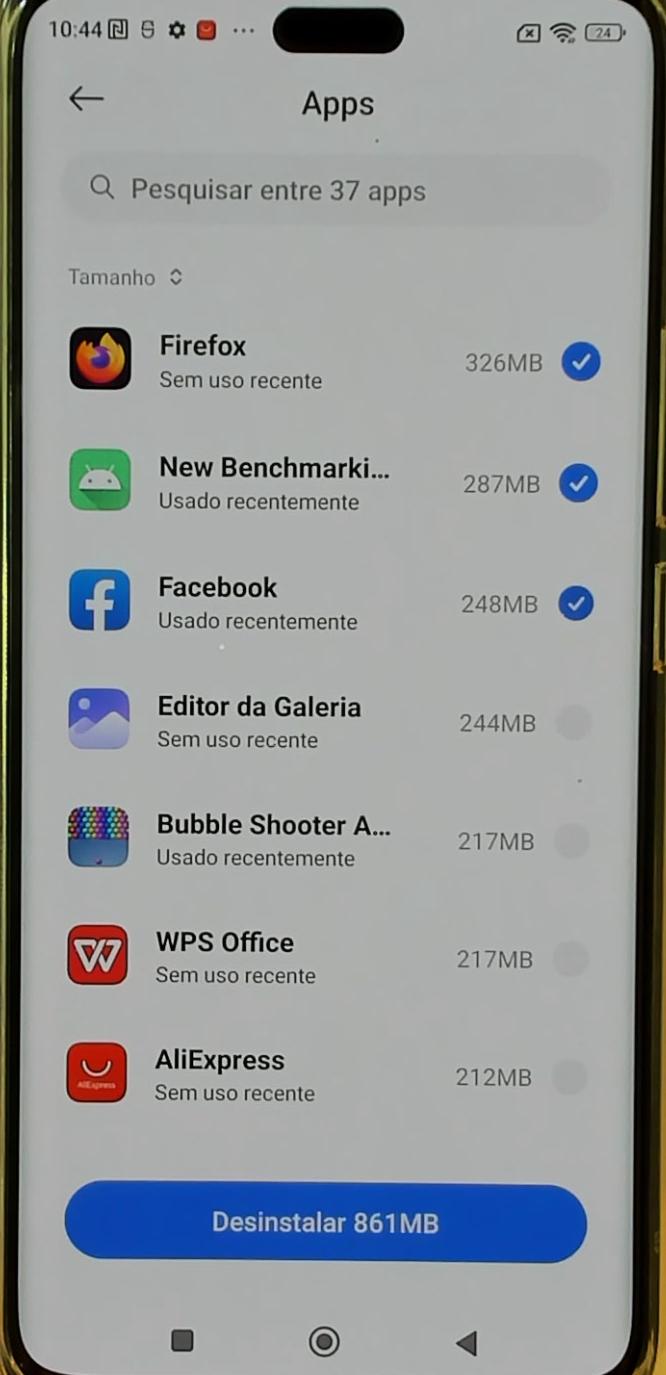 10:44
24
Apps
Pesquisar entre 37 apps
Tamanho
Firefox
326MB
Sem uso recente
New Benchmarki...
287MB
Usado recentemente
Facebook
248MB
Usado recentemente
Editor da Galeria
244MB
Sem uso recente
Bubble Shooter A...
217MB
Usado recentemente
WPS Office
217MB
Sem uso recente
AliExpress
AliExpress
212MB
Sem uso recente
Desinstalar 861MB